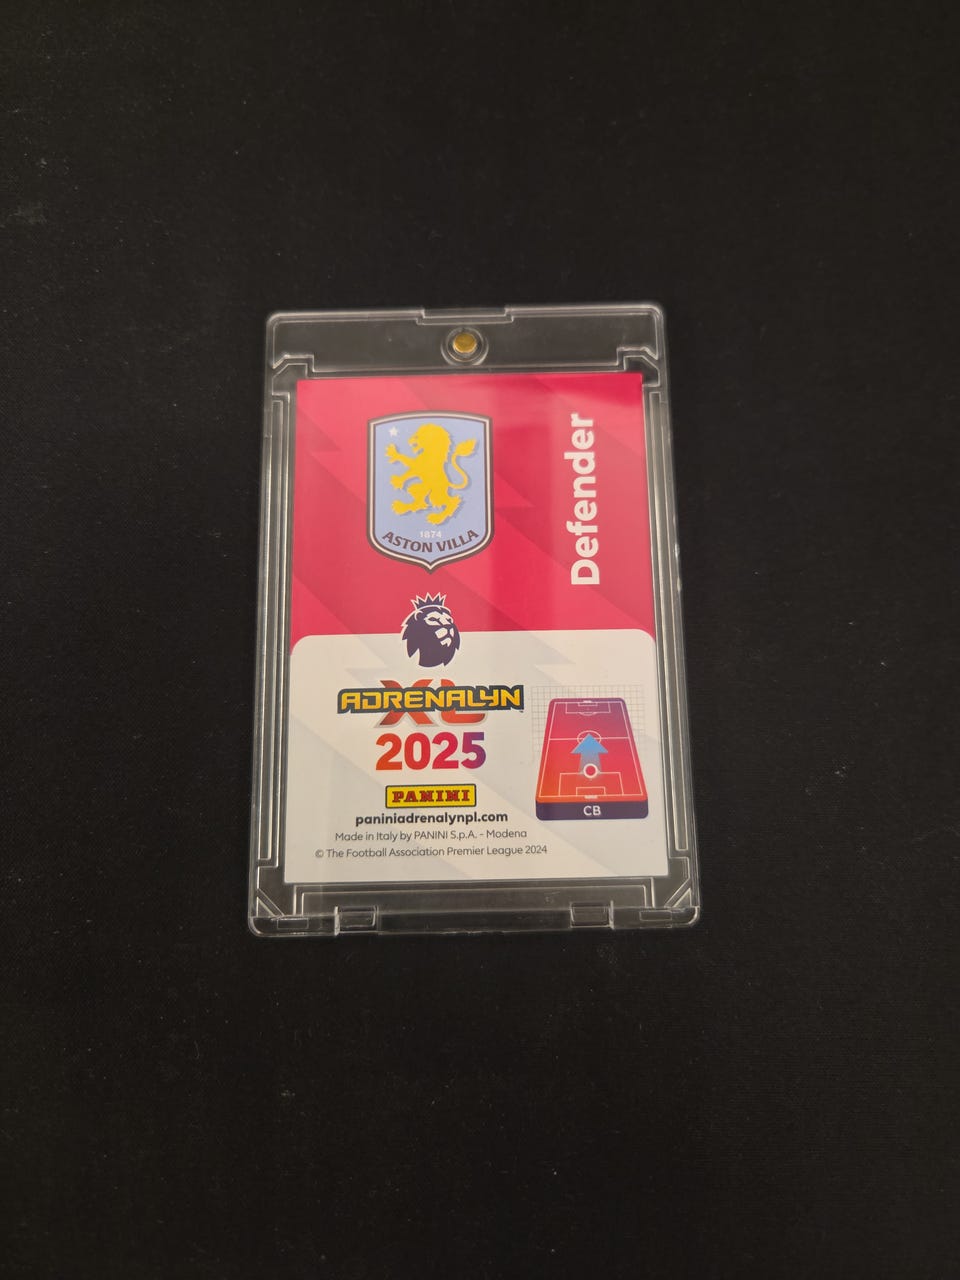 Defender
1874
ASTON VILLA
ADRENALYN
XL
2025
PANINI
paniniadrenalynpl.com
Made in Italy by PANINI S.p.A. - Modena
© The Football Association Premier League 2024
CB